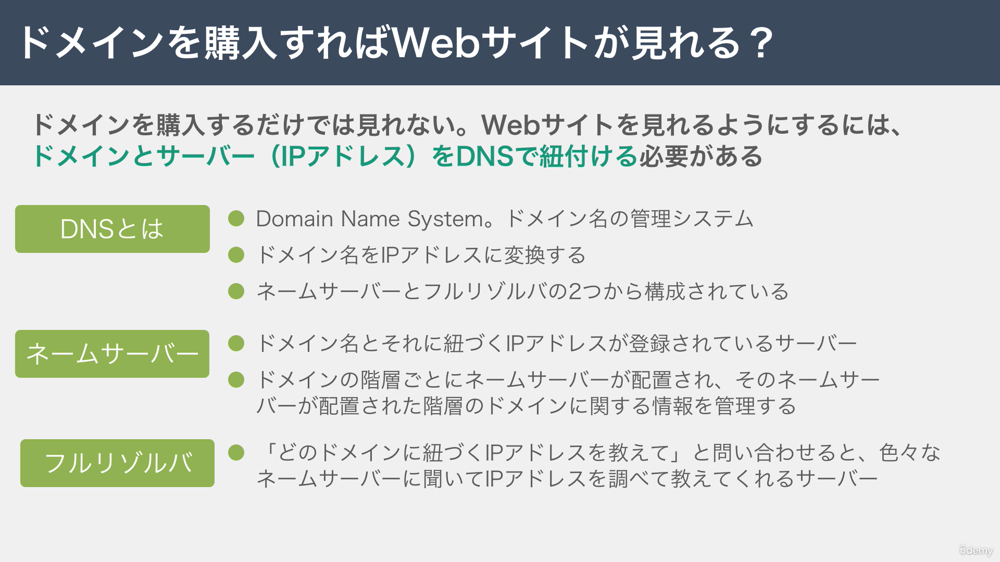 ドメインを購入すればWebサイトが見れる？
ドメインを購入するだけでは見れない。Webサイトを見れるようにするには、
ドメインとサーバー（IPアドレス）をDNSで紐付ける必要がある
DNSとは
Domain Name System。ドメイン名の管理システム
ドメイン名をIPアドレスに変換する
ネームサーバーとフルリゾルバの2つから構成されている
ネームサーバー
ドメイン名とそれに紐づくIPアドレスが登録されているサーバー
ドメインの階層ごとにネームサーバーが配置され、そのネームサー
バーが配置された階層のドメインに関する情報を管理する
フルリゾルバ
「どのドメインに紐づくIPアドレスを教えて」と問い合わせると、色々な
ネームサーバーに聞いてIPアドレスを調べて教えてくれるサーバー
ûdemy